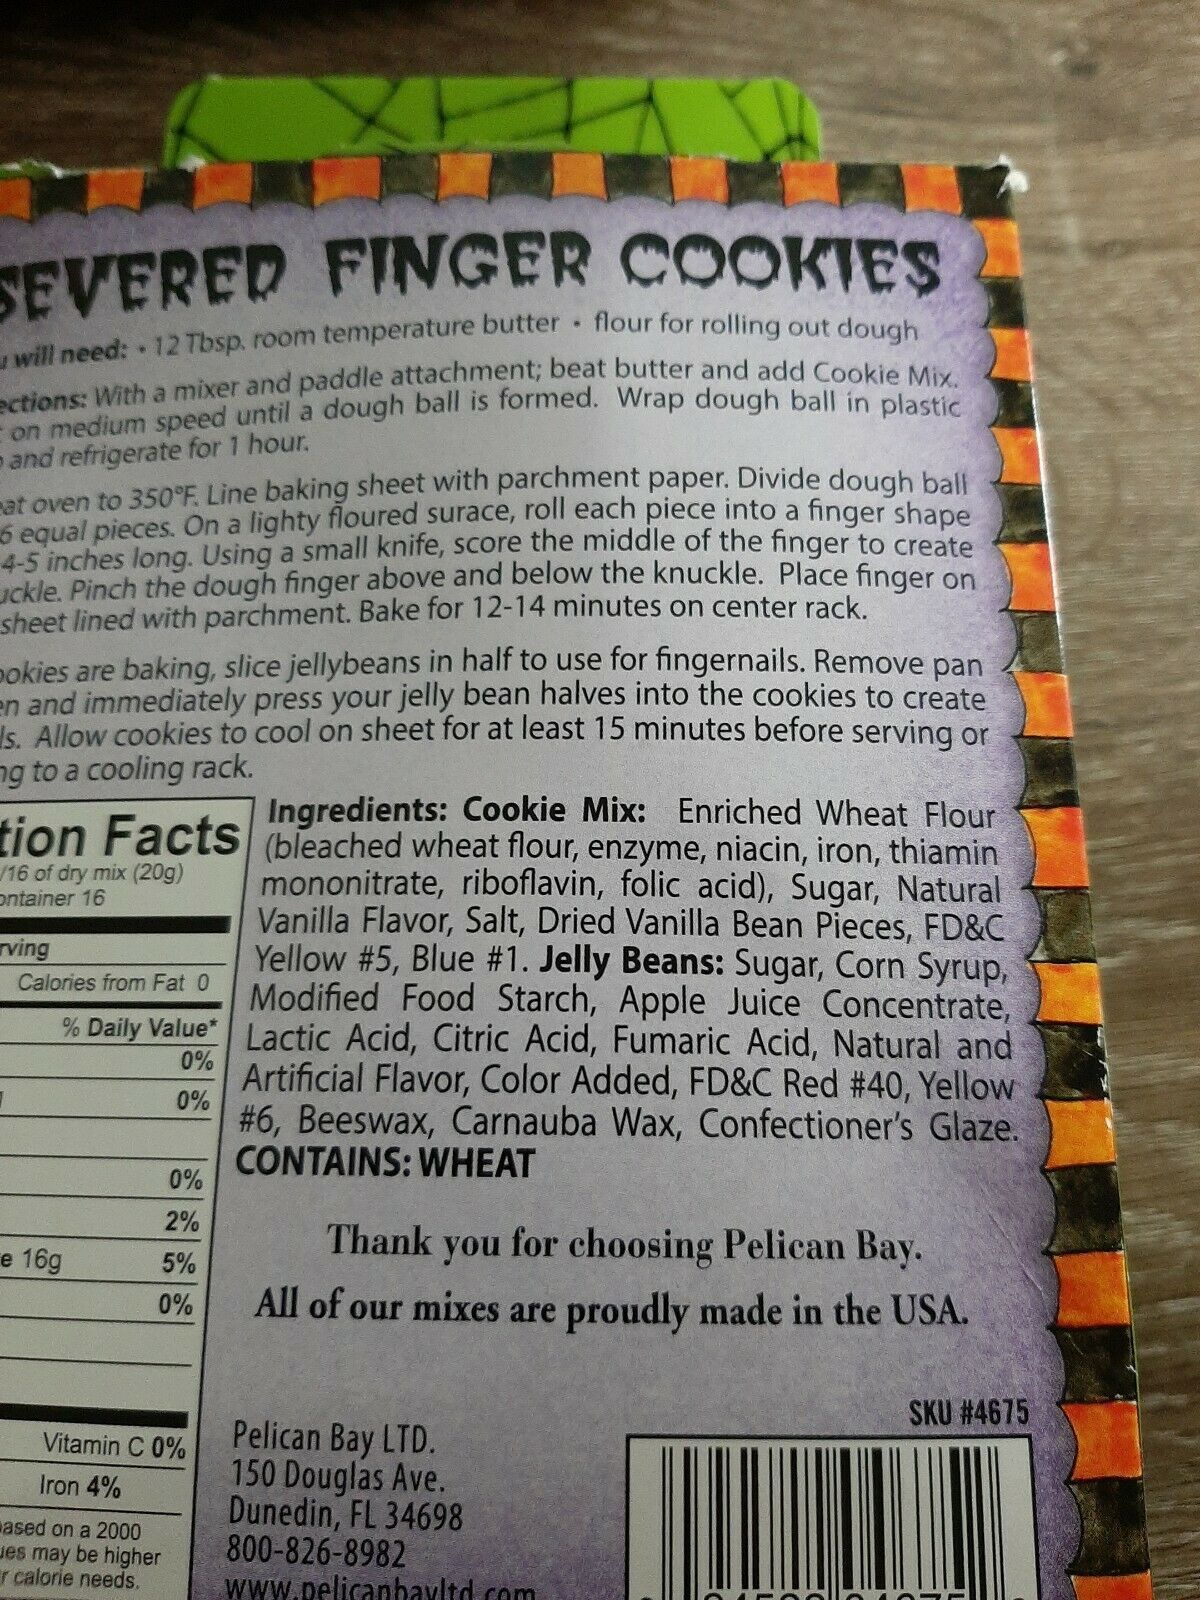 SEVERED FINGER COOKIES
will need: • 12 Tbsp. room temperature butter • flour for rolling out dough
ections: With a mixer and paddle attachment; beat butter and add Cookie Mix.
on medium speed until a dough ball is formed. Wrap dough ball in plastic
and refrigerate for 1 hour.
eat oven to 350°F. Line baking sheet with parchment paper. Divide dough ball
6 equal pieces. On a lighty floured surace, roll each piece into a finger shape
4-5 inches long. Using a small knife, score the middle of the finger to create
uckle. Pinch the dough finger above and below the knuckle. Place finger on
sheet lined with parchment. Bake for 12-14 minutes on center rack.
ookies are baking, slice jellybeans in half to use for fingernails. Remove pan
en and immediately press your jelly bean halves into the cookies to create
ls. Allow cookies to cool on sheet for at least 15 minutes before serving or
ng to a cooling rack.
tion Facts
/16 of dry mix (20g)
ontainer 16
rving
Calories from Fat 0
% Daily Value*
0%
0%
0%
2%
e 16g 5%
0%
Vitamin C 0%
Iron 4%
ased on a 2000
ues may be higher
r calorie needs.
Ingredients: Cookie Mix: Enriched Wheat Flour
(bleached wheat flour, enzyme, niacin, iron, thiamin
mononitrate, riboflavin, folic acid), Sugar, Natural
Vanilla Flavor, Salt, Dried Vanilla Bean Pieces, FD&C
Yellow #5, Blue #1. Jelly Beans: Sugar, Corn Syrup,
Modified Food Starch, Apple Juice Concentrate,
Lactic Acid, Citric Acid, Fumaric Acid, Natural and
Artificial Flavor, Color Added, FD&C Red #40, Yellow
#6, Beeswax, Carnauba Wax, Confectioner's Glaze.
CONTAINS: WHEAT
Thank you for choosing Pelican Bay.
All of our mixes are proudly made in the USA.
SKU #4675
Pelican Bay LTD.
150 Douglas Ave.
Dunedin, FL 34698
800-826-8982
www.pelicanbayltd.com